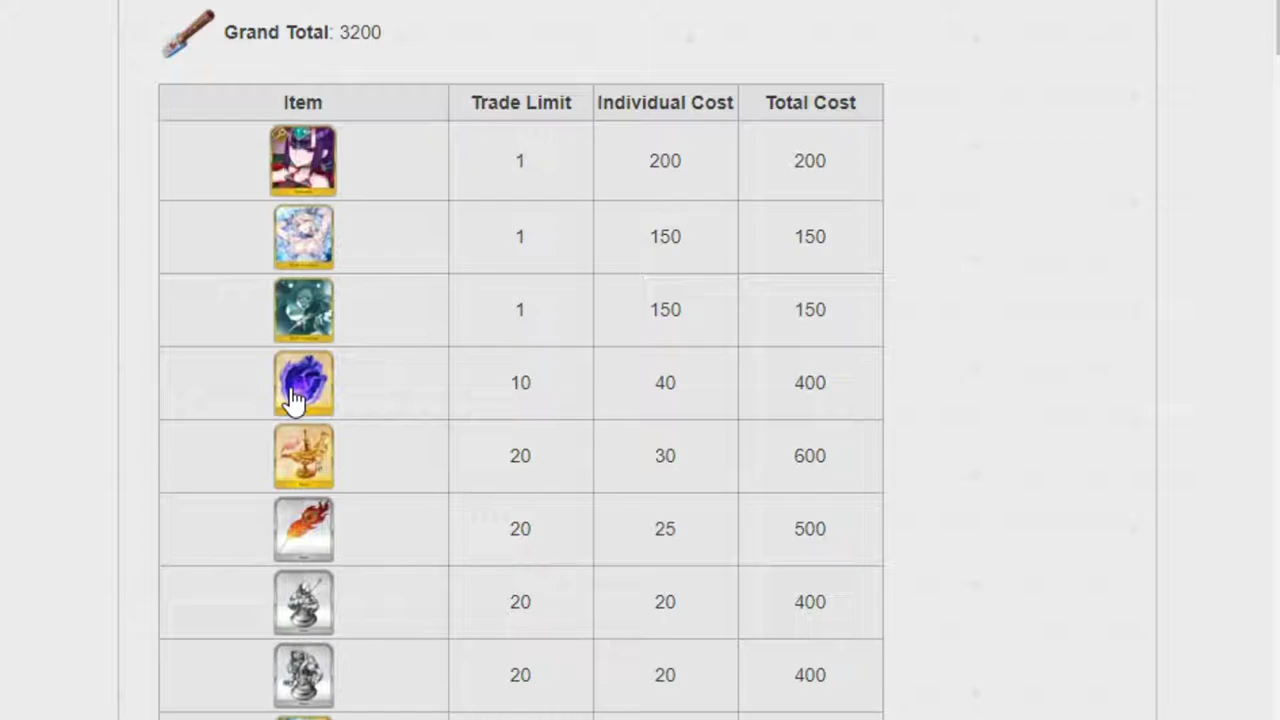 Grand Total: 3200
Item Trade Limit Individual Cost Total Cost
1 200 200
1 150 150
1 150 150
10 40 400
20 30 600
20 25 500
20 20 400
20 20 400